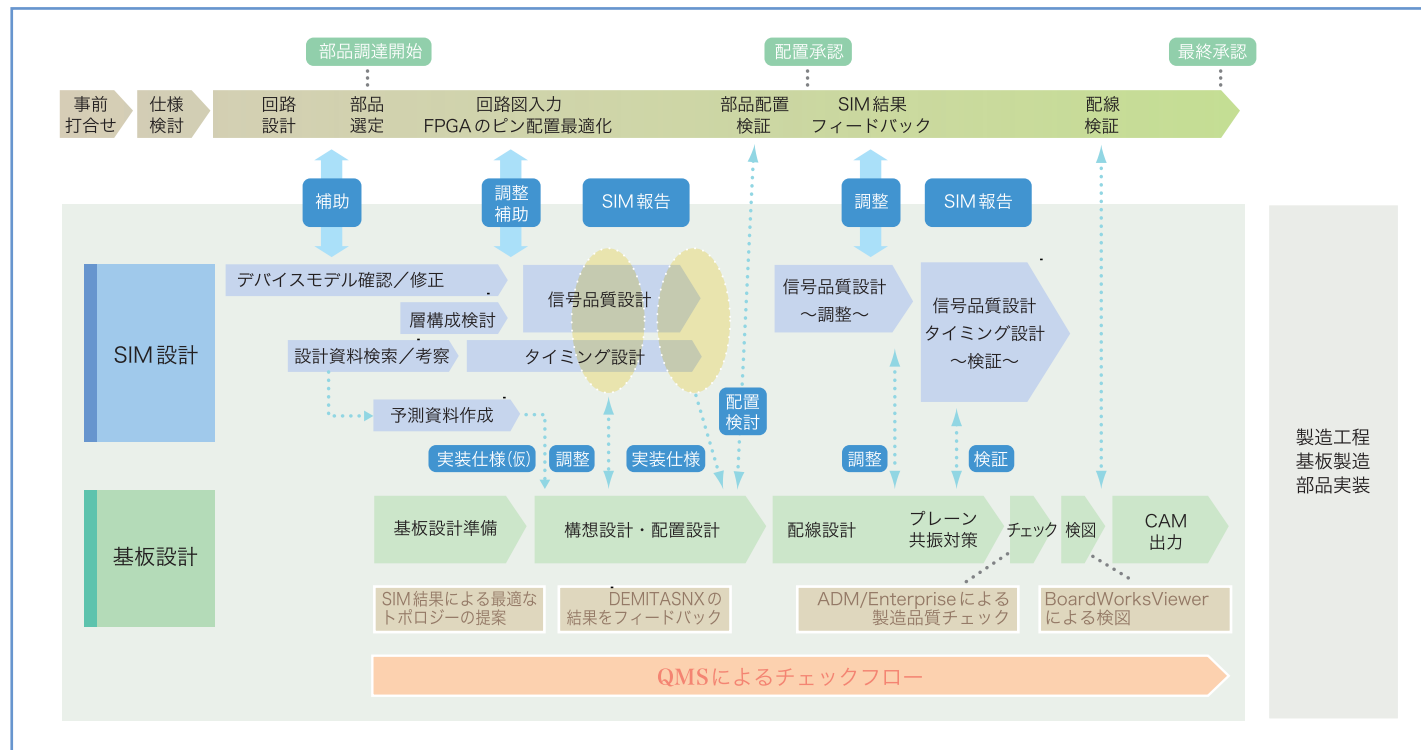 部品調達開始
配置承認
最終承認
事前
打合せ
仕様
検討
回路
設計
部品
選定
回路図入力
FPGAのピン配置最適化
部品配置
検証
SIM結果
フィードバック
配線
検証
補助
調整
補助
SIM報告
調整
SIM報告
SIM設計
デバイスモデル確認／修正
層構成検討
設計資料検索／考察
信号品質設計
タイミング設計
予測資料作成
信号品質設計
～調整～
信号品質設計
タイミング設計
～検証～
配置
検討
実装仕様(仮)
調整
実装仕様
調整
検証
基板設計
基板設計準備
構想設計・配置設計
配線設計
プレーン
共振対策
チェック
検図
CAM
出力
SIM結果による最適な
トポロジーの提案
DEMITASNXの
結果をフィードバック
ADM/Enterpriseによる
製造品質チェック
BoardWorksViewer
による検図
QMSによるチェックフロー
製造工程
基板製造
部品実装